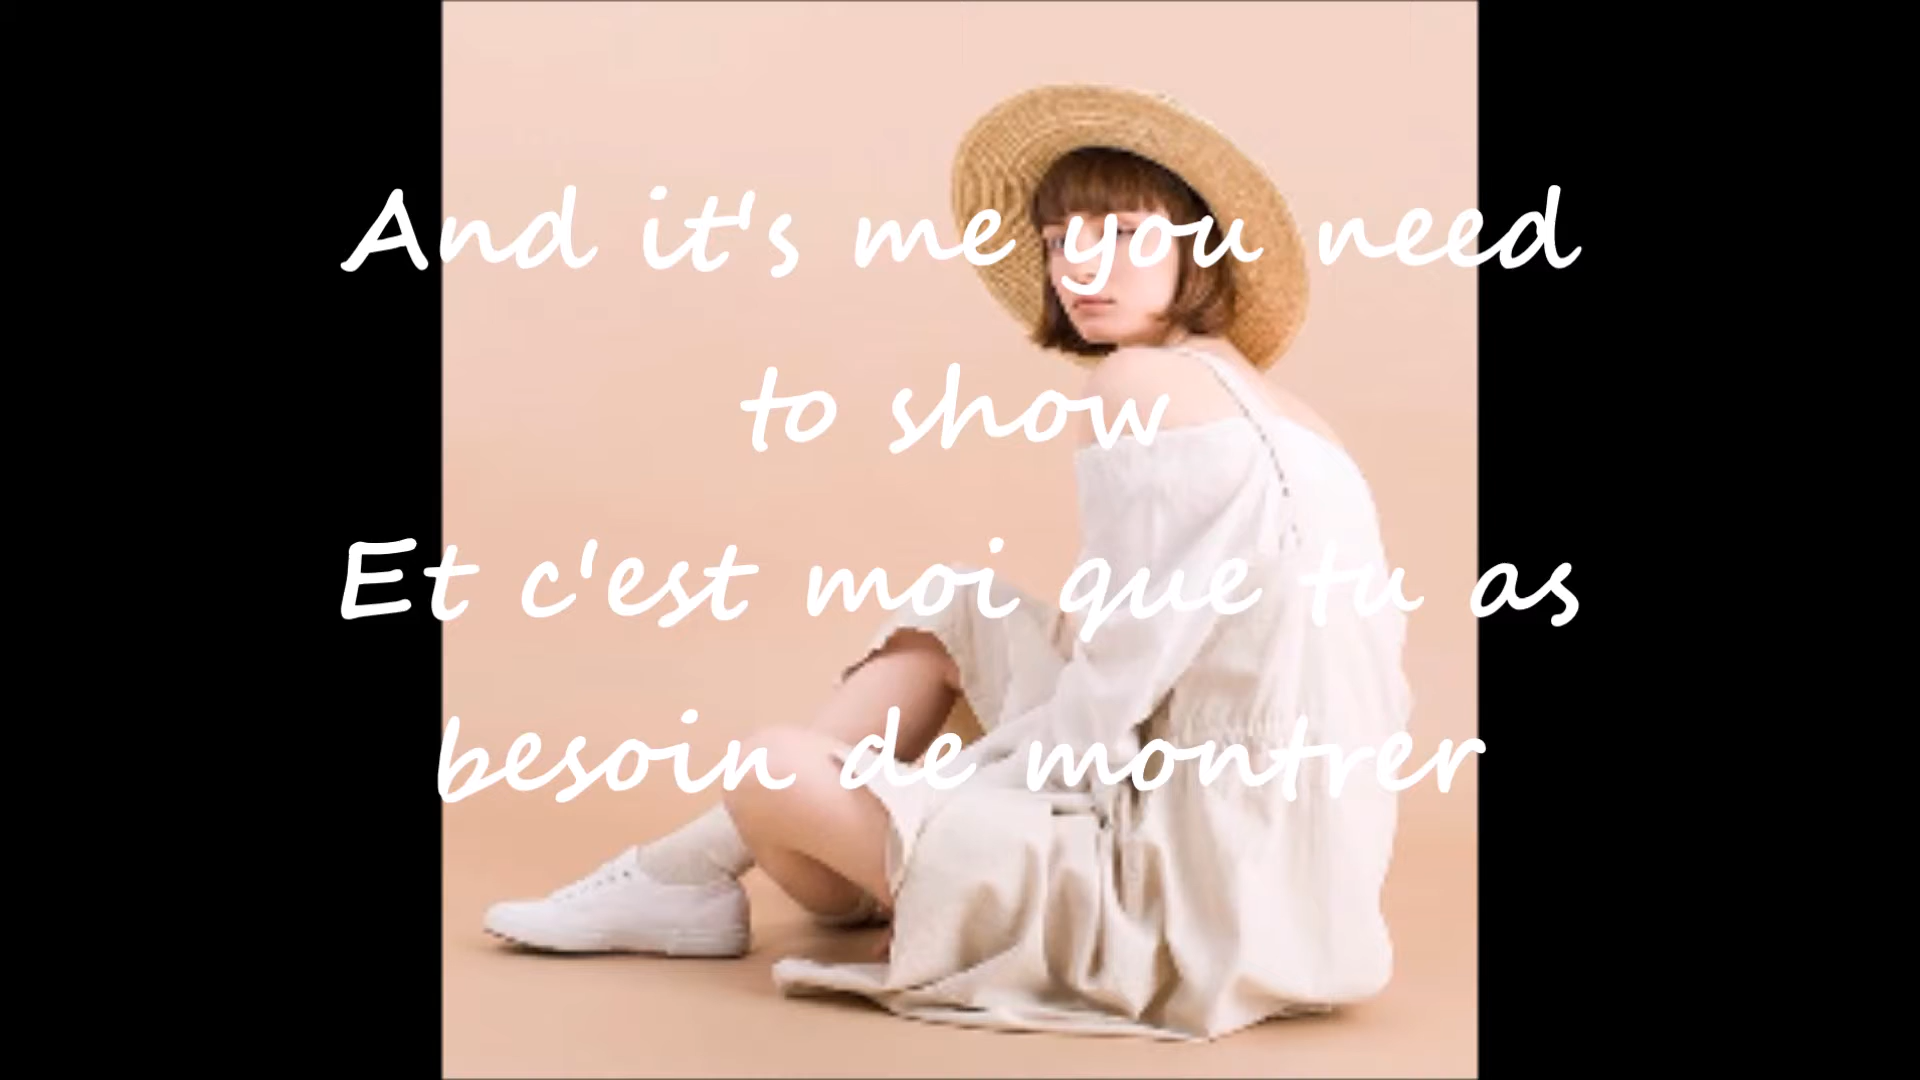 And it's me you need
to show
Et c'est moi que tu as
besoin de montrer